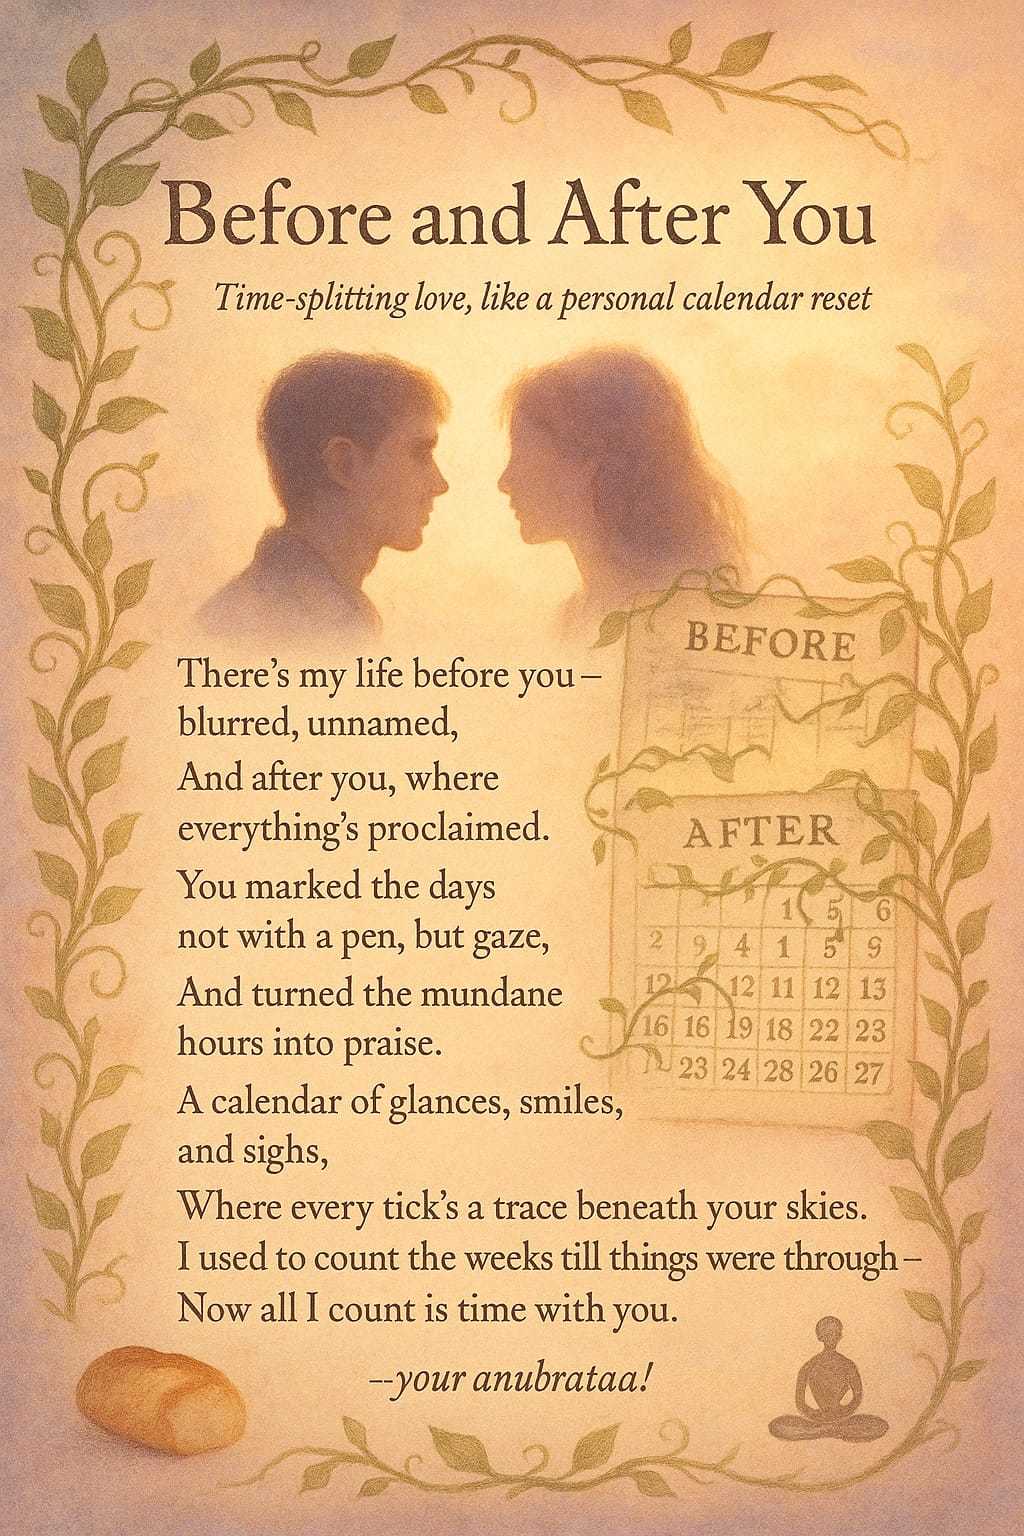 Before and After You
Time-splitting love, like a personal calendar reset
There's my life before you –
blurred, unnamed,
And after you, where
everything's proclaimed.
You marked the days
not with a pen, but gaze,
And turned the mundane
hours into praise.
A calendar of glances, smiles,
and sighs,
Where every tick's a trace beneath your skies.
I used to count the weeks till things were through –
Now all I count is time with you.
--your anubrataa!
BEFORE
AFTER
1 5 6
2 9 4 1 5 9
12 12 11 12 13
16 16 19 18 22 23
23 24 28 26 27